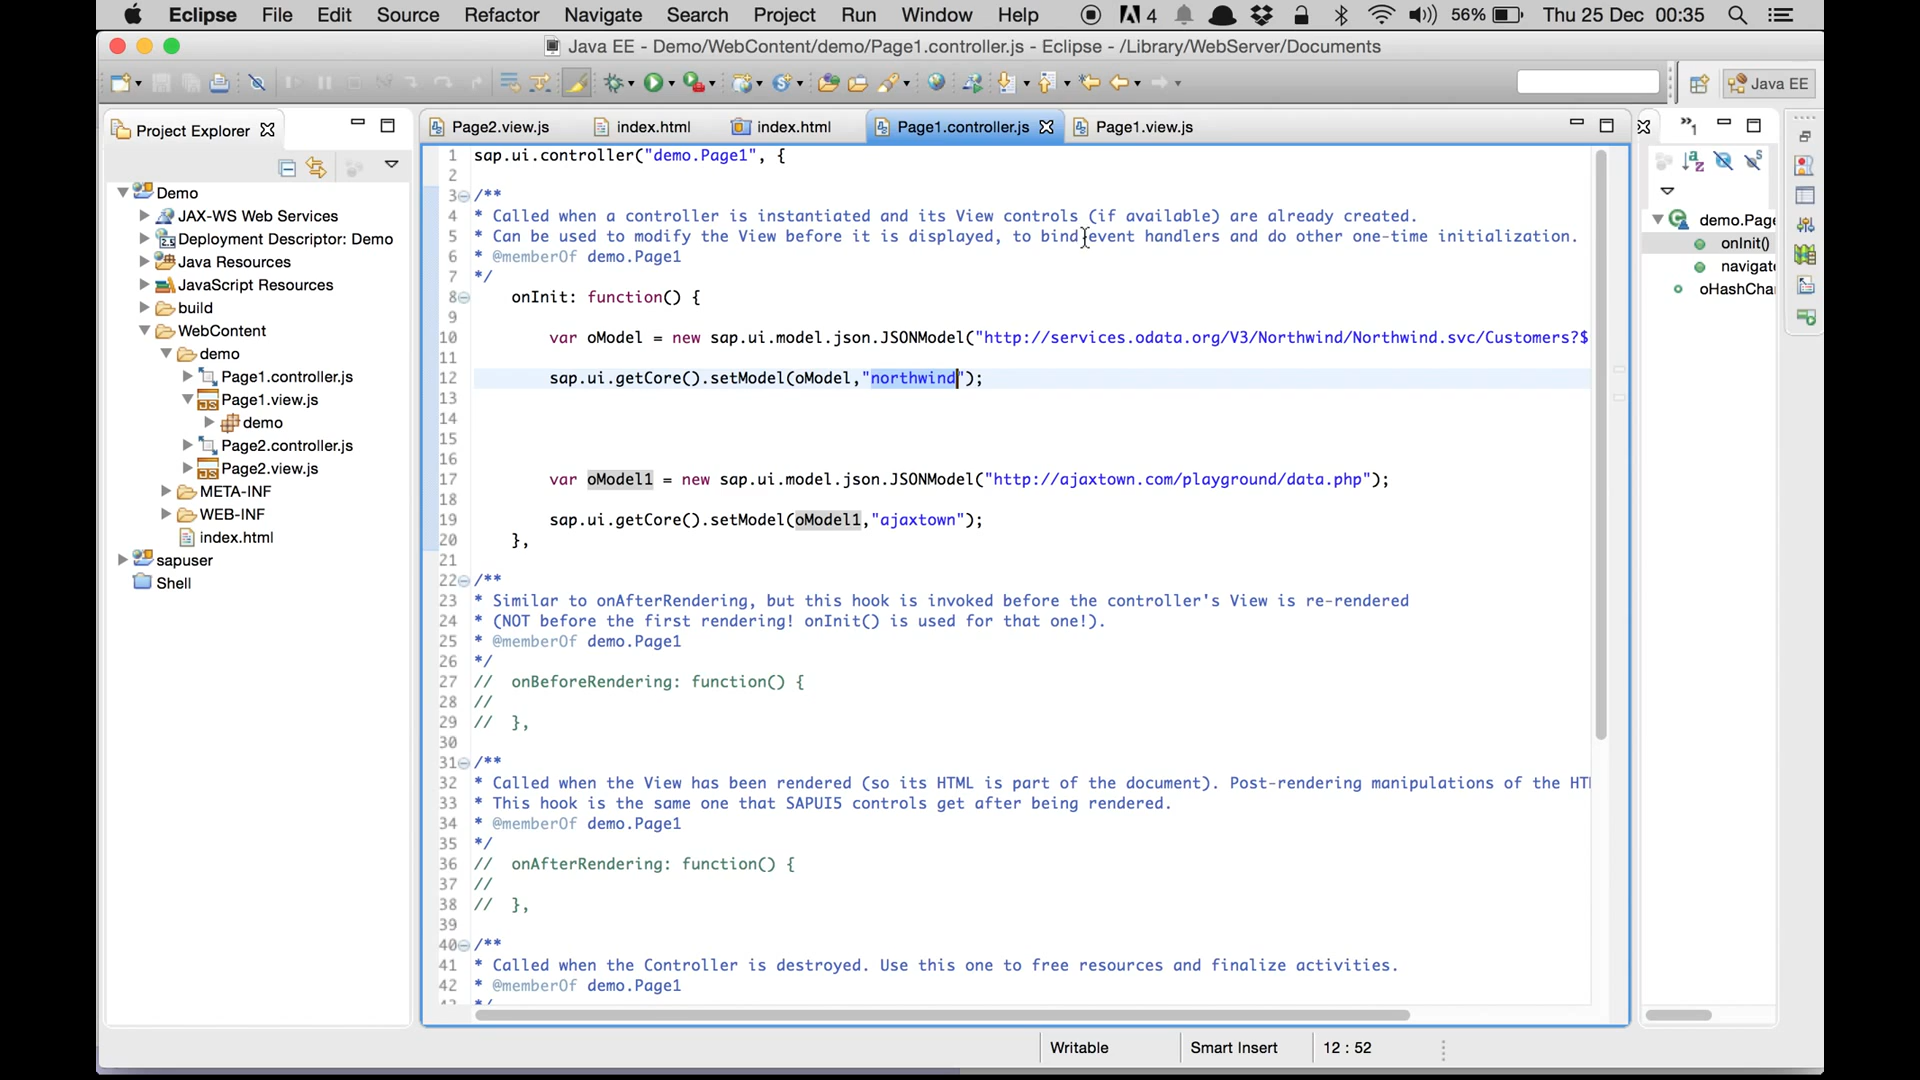 Eclipse File Edit Source Refactor Navigate Search Project Run Window Help 4 56% Thu 25 Dec 00:35
Java EE - Demo/WebContent/demo/Page1.controller.js - Eclipse - /Library/WebServer/Documents
Java EE
Project Explorer
Page2.view.js index.html index.html Page1.controller.js Page1.view.js
Demo
JAX-WS Web Services
Deployment Descriptor: Demo
Java Resources
JavaScript Resources
build
WebContent
demo
Page1.controller.js
Page1.view.js
demo
Page2.controller.js
Page2.view.js
META-INF
WEB-INF
index.html
sapuser
Shell
1 sap.ui.controller("demo.Page1", {
2
3 /**
4 * Called when a controller is instantiated and its View controls (if available) are already created.
5 * Can be used to modify the View before it is displayed, to bind event handlers and do other one-time initialization.
6 * @memberOf demo.Page1
7 */
8 onInit: function() {
9
10 var oModel = new sap.ui.model.json.JSONModel("http://services.odata.org/V3/Northwind/Northwind.svc/Customers?$
11
12 sap.ui.getCore().setModel(oModel,"northwind");
13
14
15
16
17 var oModel1 = new sap.ui.model.json.JSONModel("http://ajaxtown.com/playground/data.php");
18
19 sap.ui.getCore().setModel(oModel1,"ajaxtown");
20 },
21
22 /**
23 * Similar to onAfterRendering, but this hook is invoked before the controller's View is re-rendered
24 * (NOT before the first rendering! onInit() is used for that one!).
25 * @memberOf demo.Page1
26 */
27 // onBeforeRendering: function() {
28 //
29 // },
30
31 /**
32 * Called when the View has been rendered (so its HTML is part of the document). Post-rendering manipulations of the HT
33 * This hook is the same one that SAPUI5 controls get after being rendered.
34 * @memberOf demo.Page1
35 */
36 // onAfterRendering: function() {
37 //
38 // },
39
40 /**
41 * Called when the Controller is destroyed. Use this one to free resources and finalize activities.
42 * @memberOf demo.Page1
demo.Page
onInit()
navigate
oHashCha
Writable Smart Insert 12 : 52